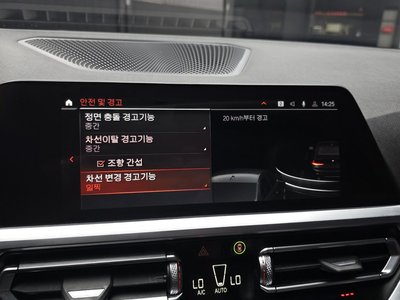 안전 및 경고
14:25
정면 충돌 경고기능
중간
차선이탈 경고기능
중간
조향 간섭
차선 변경 경고기능
일찍
20 km/h부터 경고
LO
A/C
AUTO
LO